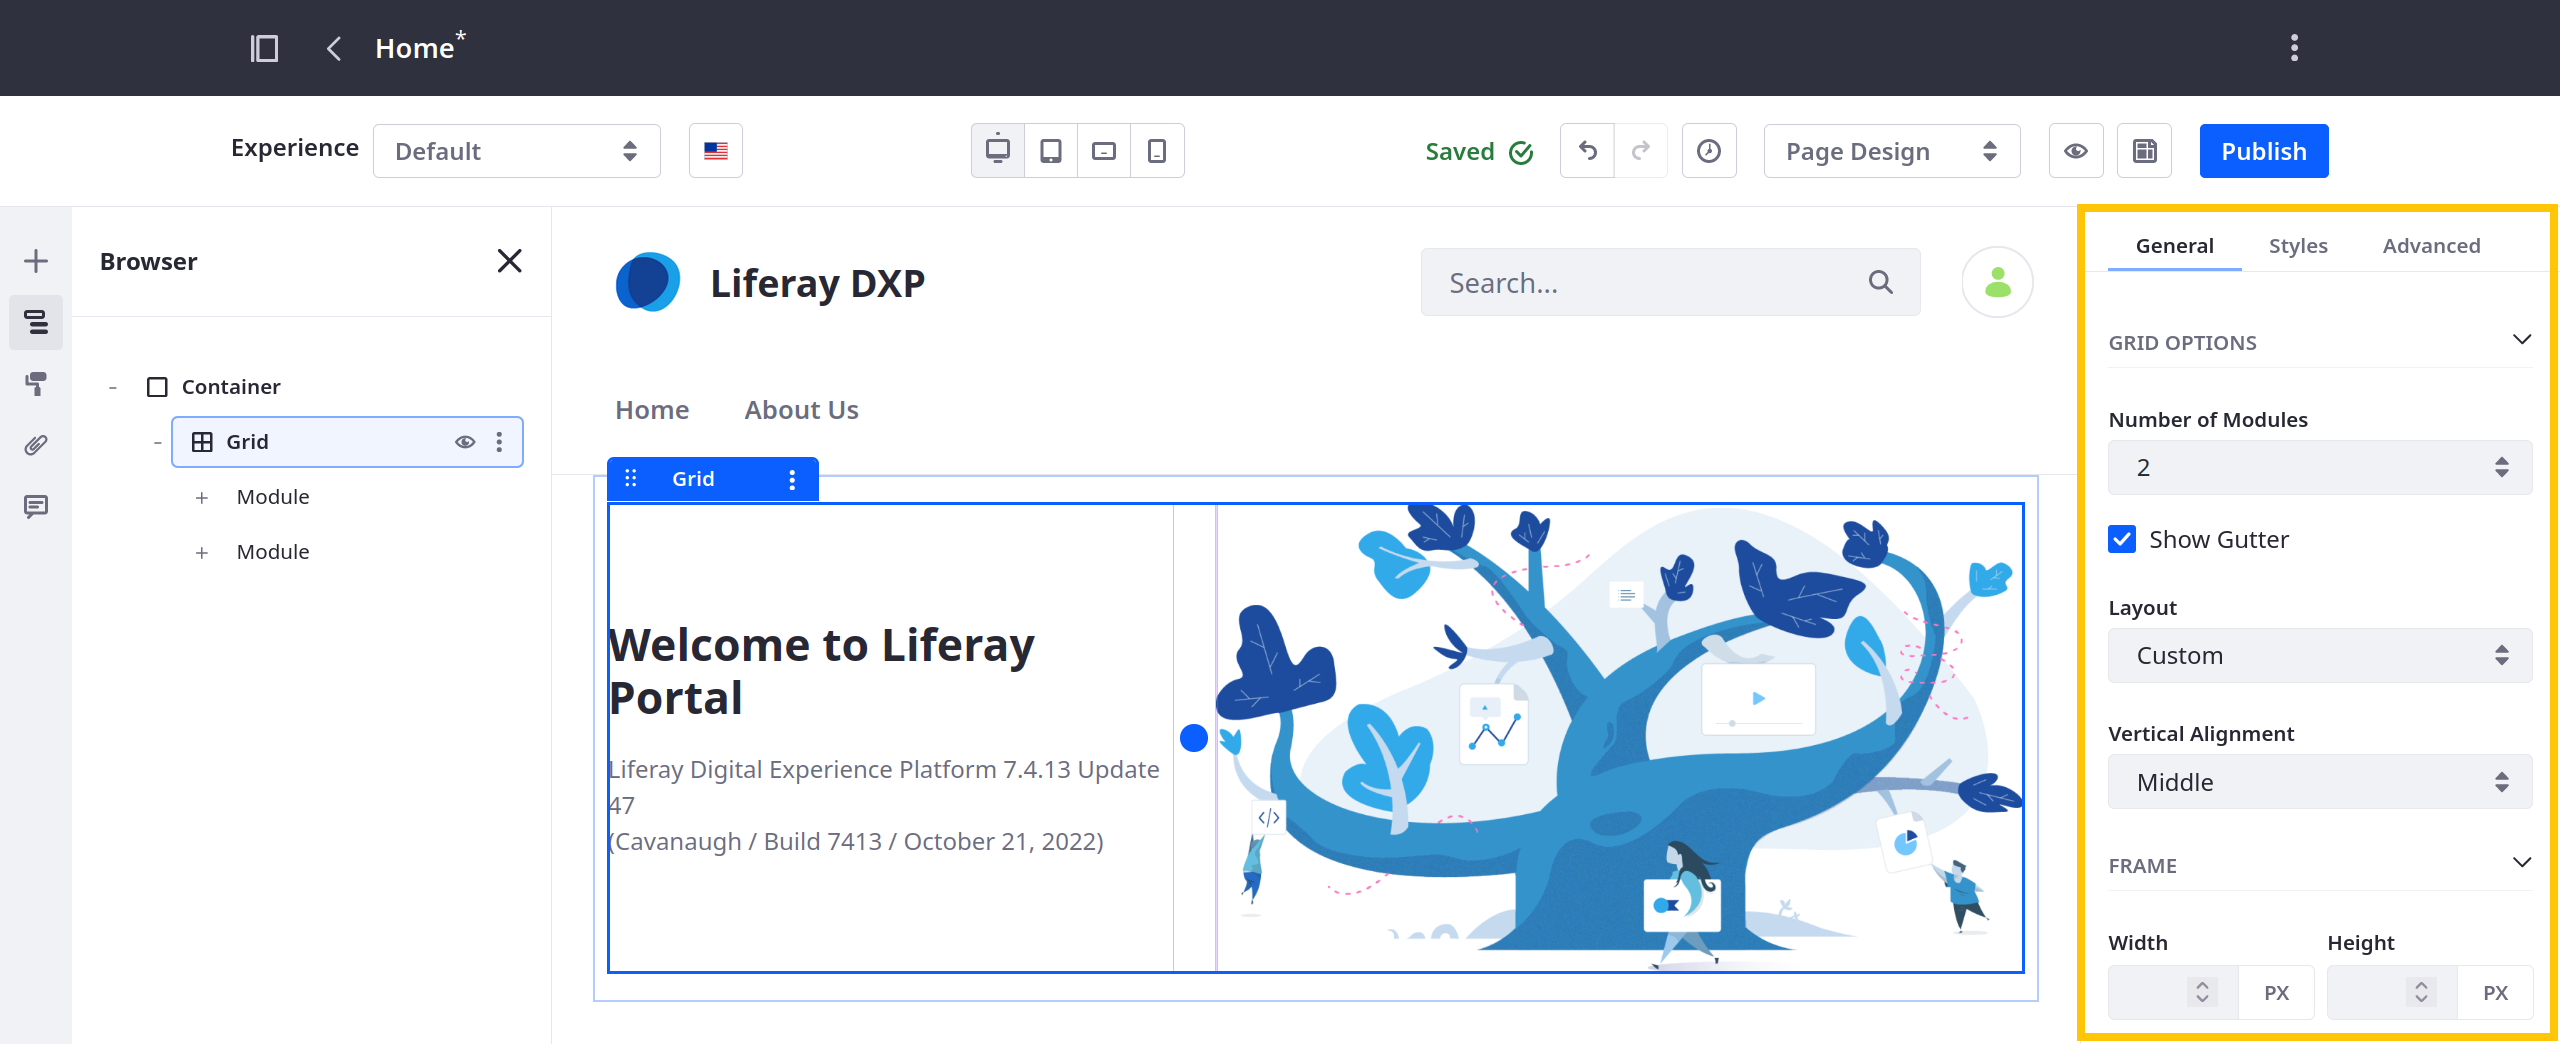 Home*
Experience
Default
Saved
Page Design
Publish
Browser
Container
Grid
Module
Module
Liferay DXP
Search...
Home
About Us
Grid
Welcome to Liferay
Portal
Liferay Digital Experience Platform 7.4.13 Update
47
(Cavanaugh / Build 7413 / October 21, 2022)
</>
General
Styles
Advanced
GRID OPTIONS
Number of Modules
2
Show Gutter
Layout
Custom
Vertical Alignment
Middle
FRAME
Width
Height
PX
PX